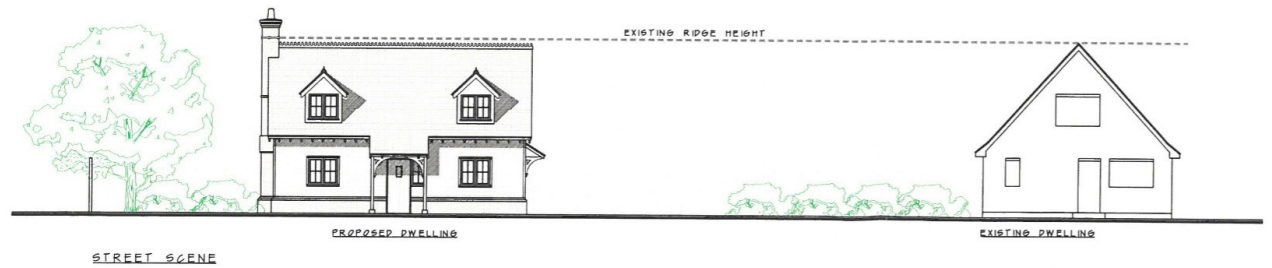 EXISTING RIDGE HEIGHT
PROPOSED DWELLING
EXISTING DWELLING
STREET SCENE